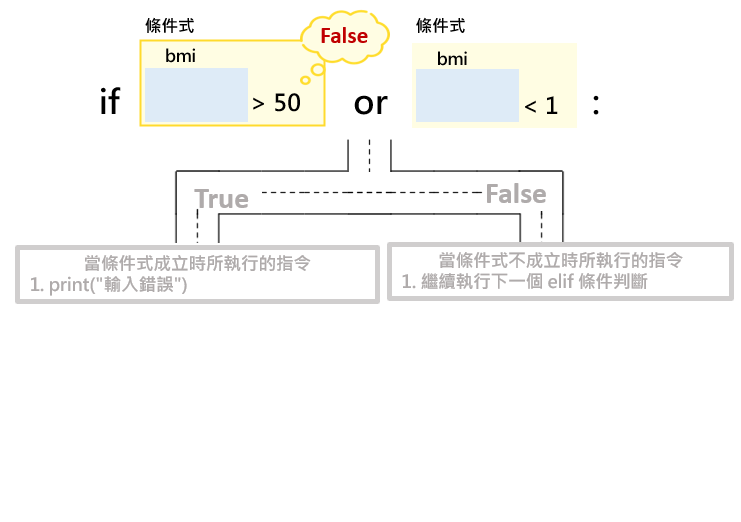 條件式
條件式
False
bmi
bmi
if > 50 or < 1 :
True
False
當條件式成立時所執行的指令
1. print("輸入錯誤")
當條件式不成立時所執行的指令
1. 繼續執行下一個 elif 條件判斷